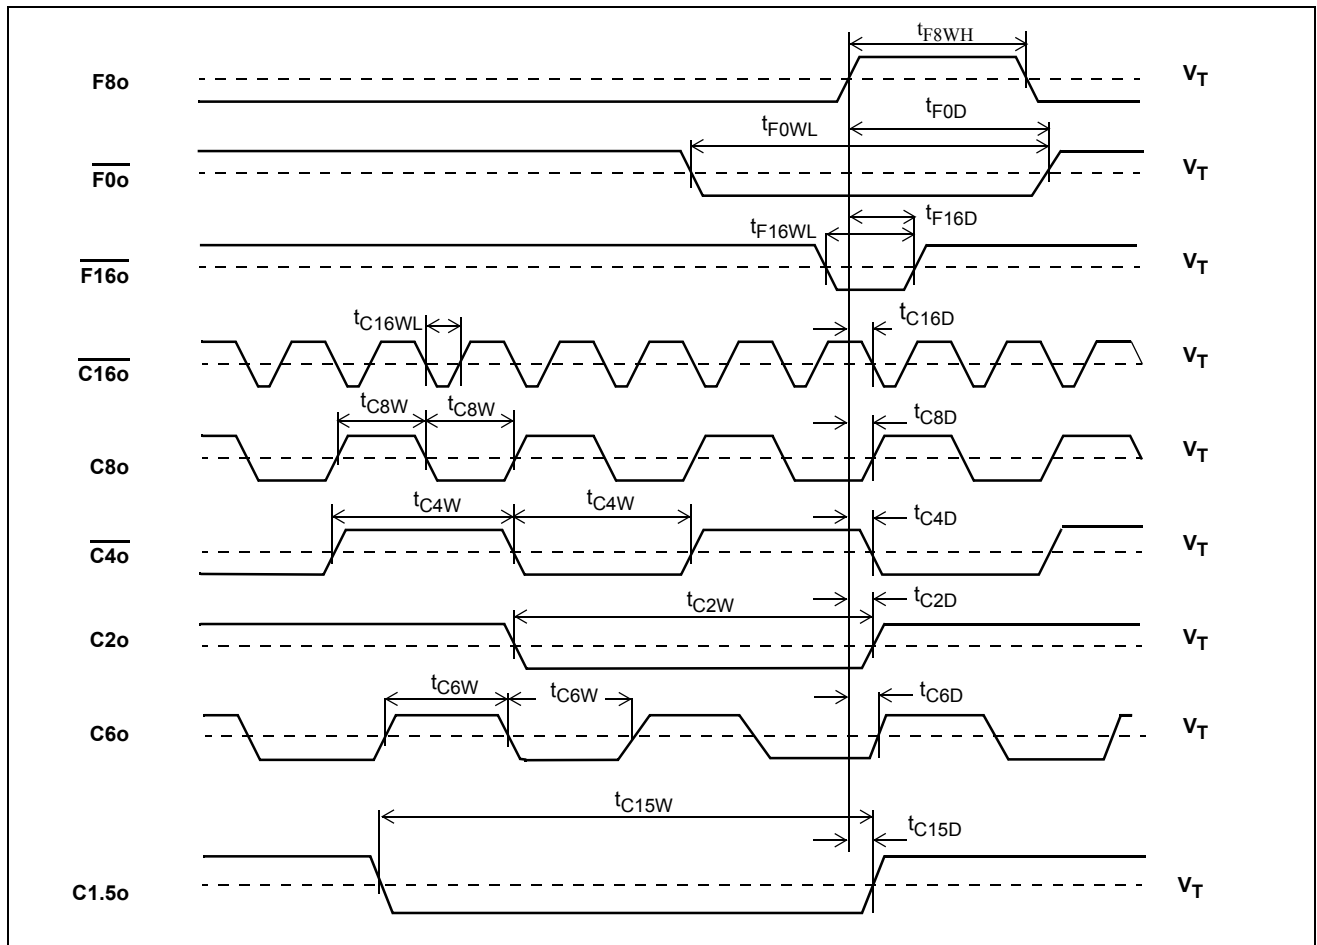 tF8WH
F8o VT
tF0WL tF0D
F0o VT
tF16WL tF16D
F16o VT
tC16WL tC16D
C16o VT
tC8W tC8W tC8D
C8o VT
tC4W tC4W tC4D
C4o VT
tC2W tC2D
C2o VT
tC6W tC6W tC6D
C6o VT
tC15W tC15D
C1.5o VT